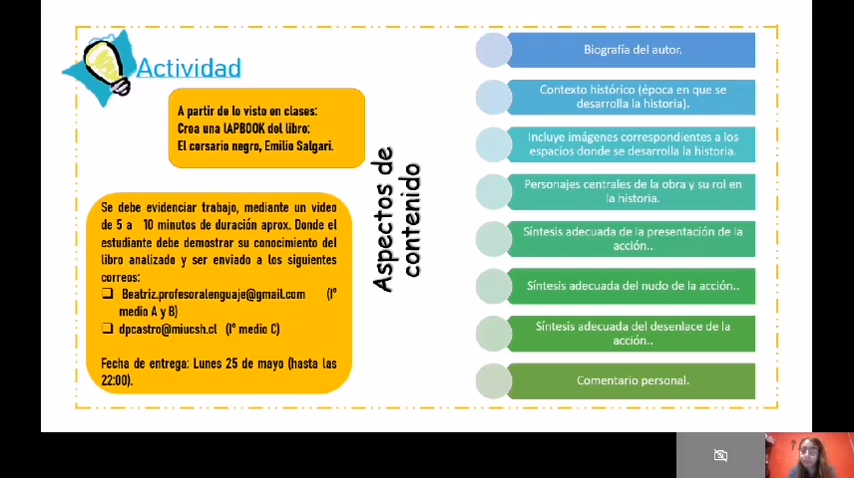 Actividad
A partir de lo visto en clases:
Crea una lAPBOOK del libro:
El corsario negro, Emilio Salgari.
Se debe evidenciar trabajo, mediante un video
de 5 a 10 minutos de duración aprox. Donde el
estudiante debe demostrar su conocimiento del
libro analizado y ser enviado a los siguientes
correos:
❑ Beatriz.profesoralenguaje@gmail.com (I°
medio A y B)
❑ dpcastro@miucsh.cl (I° medio C)
Fecha de entrega: Lunes 25 de mayo (hasta las
22:00).
Aspectos de
contenido
Biografía del autor.
Contexto histórico (época en que se
desarrolla la historia).
Incluye imágenes correspondientes a los
espacios donde se desarrolla la historia.
Personajes centrales de la obra y su rol en
la historia.
Síntesis adecuada de la presentación de la
acción..
Síntesis adecuada del nudo de la acción..
Síntesis adecuada del desenlace de la
acción..
Comentario personal.